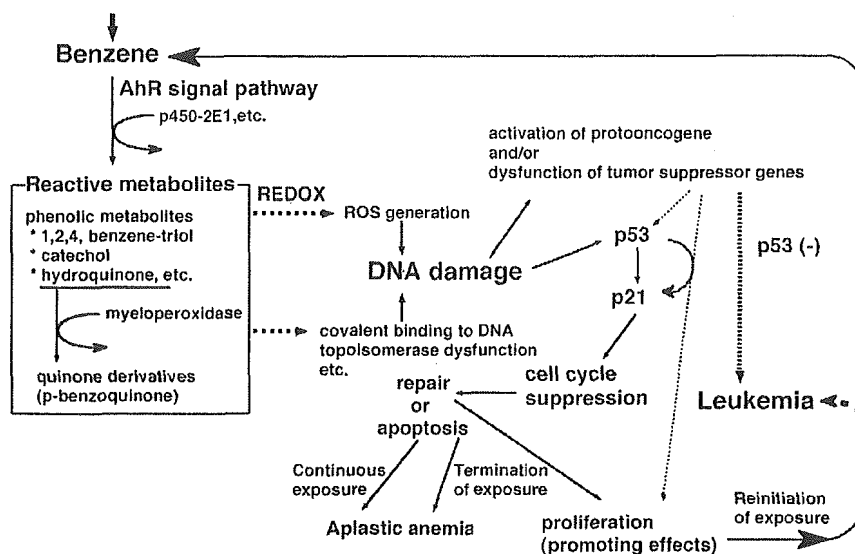 Benzene
AhR signal pathway
p450-2E1,etc.
Reactive metabolites
phenolic metabolites
* 1,2,4, benzene-triol
* catechol
* hydroquinone, etc.
myeloperoxidase
quinone derivatives
(p-benzoquinone)
REDOX
ROS generation
DNA damage
covalent binding to DNA
topoisomerase dysfunction
etc.
activation of protooncogene
and/or
dysfunction of tumor suppressor genes
p53
p21
p53 (-)
cell cycle
suppression
repair
or
apoptosis
Leukemia
Continuous
exposure
Termination
of exposure
Aplastic anemia
proliferation
(promoting effects)
Reinitiation
of exposure